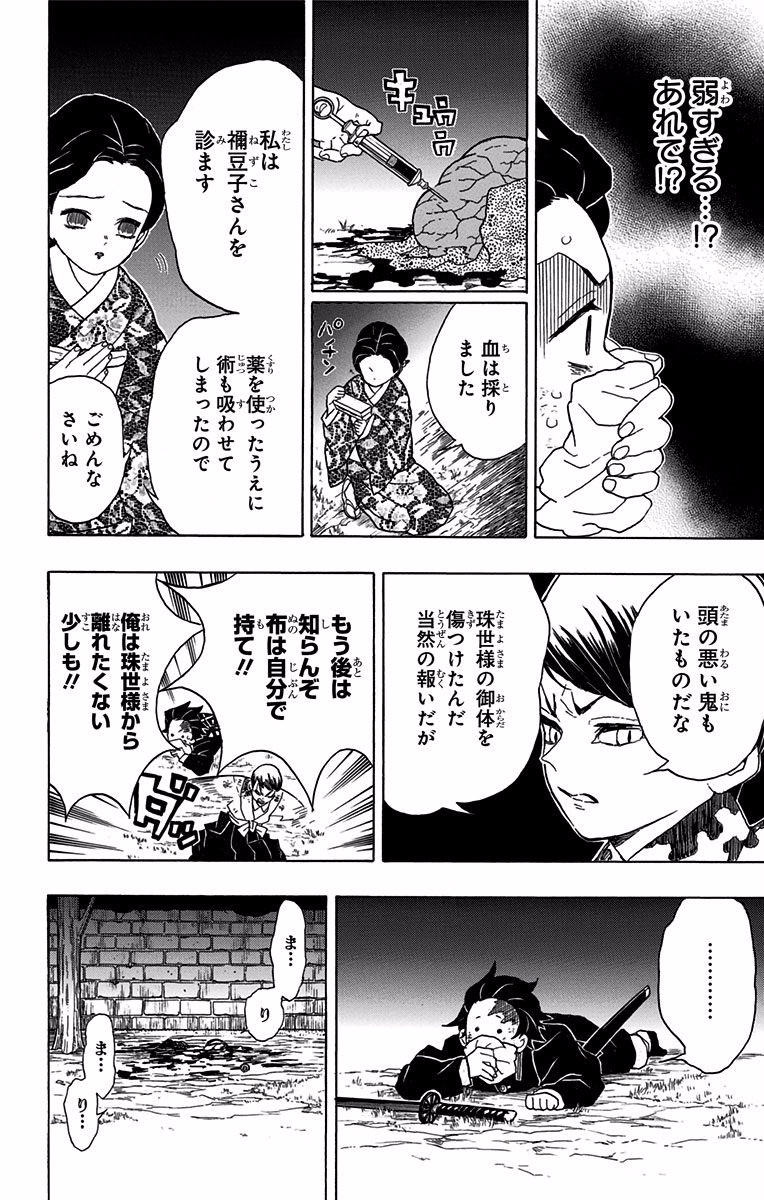 弱すぎる…!?
あれで!?
キュウウ
血は採り
ました
パチン
私は
禰豆子さんを
診ます
薬を使ったうえに
術も吸わせて
しまったので
ごめんな
さいね
頭の悪い鬼も
いたものだな
珠世様の御体を
傷つけたんだ
当然の報いだが
もう後は
知らんぞ
布は自分で
持て!!
俺は珠世様から
離れたくない
少しも!!
ダッ
………
………
ま…
り
ま…
り…